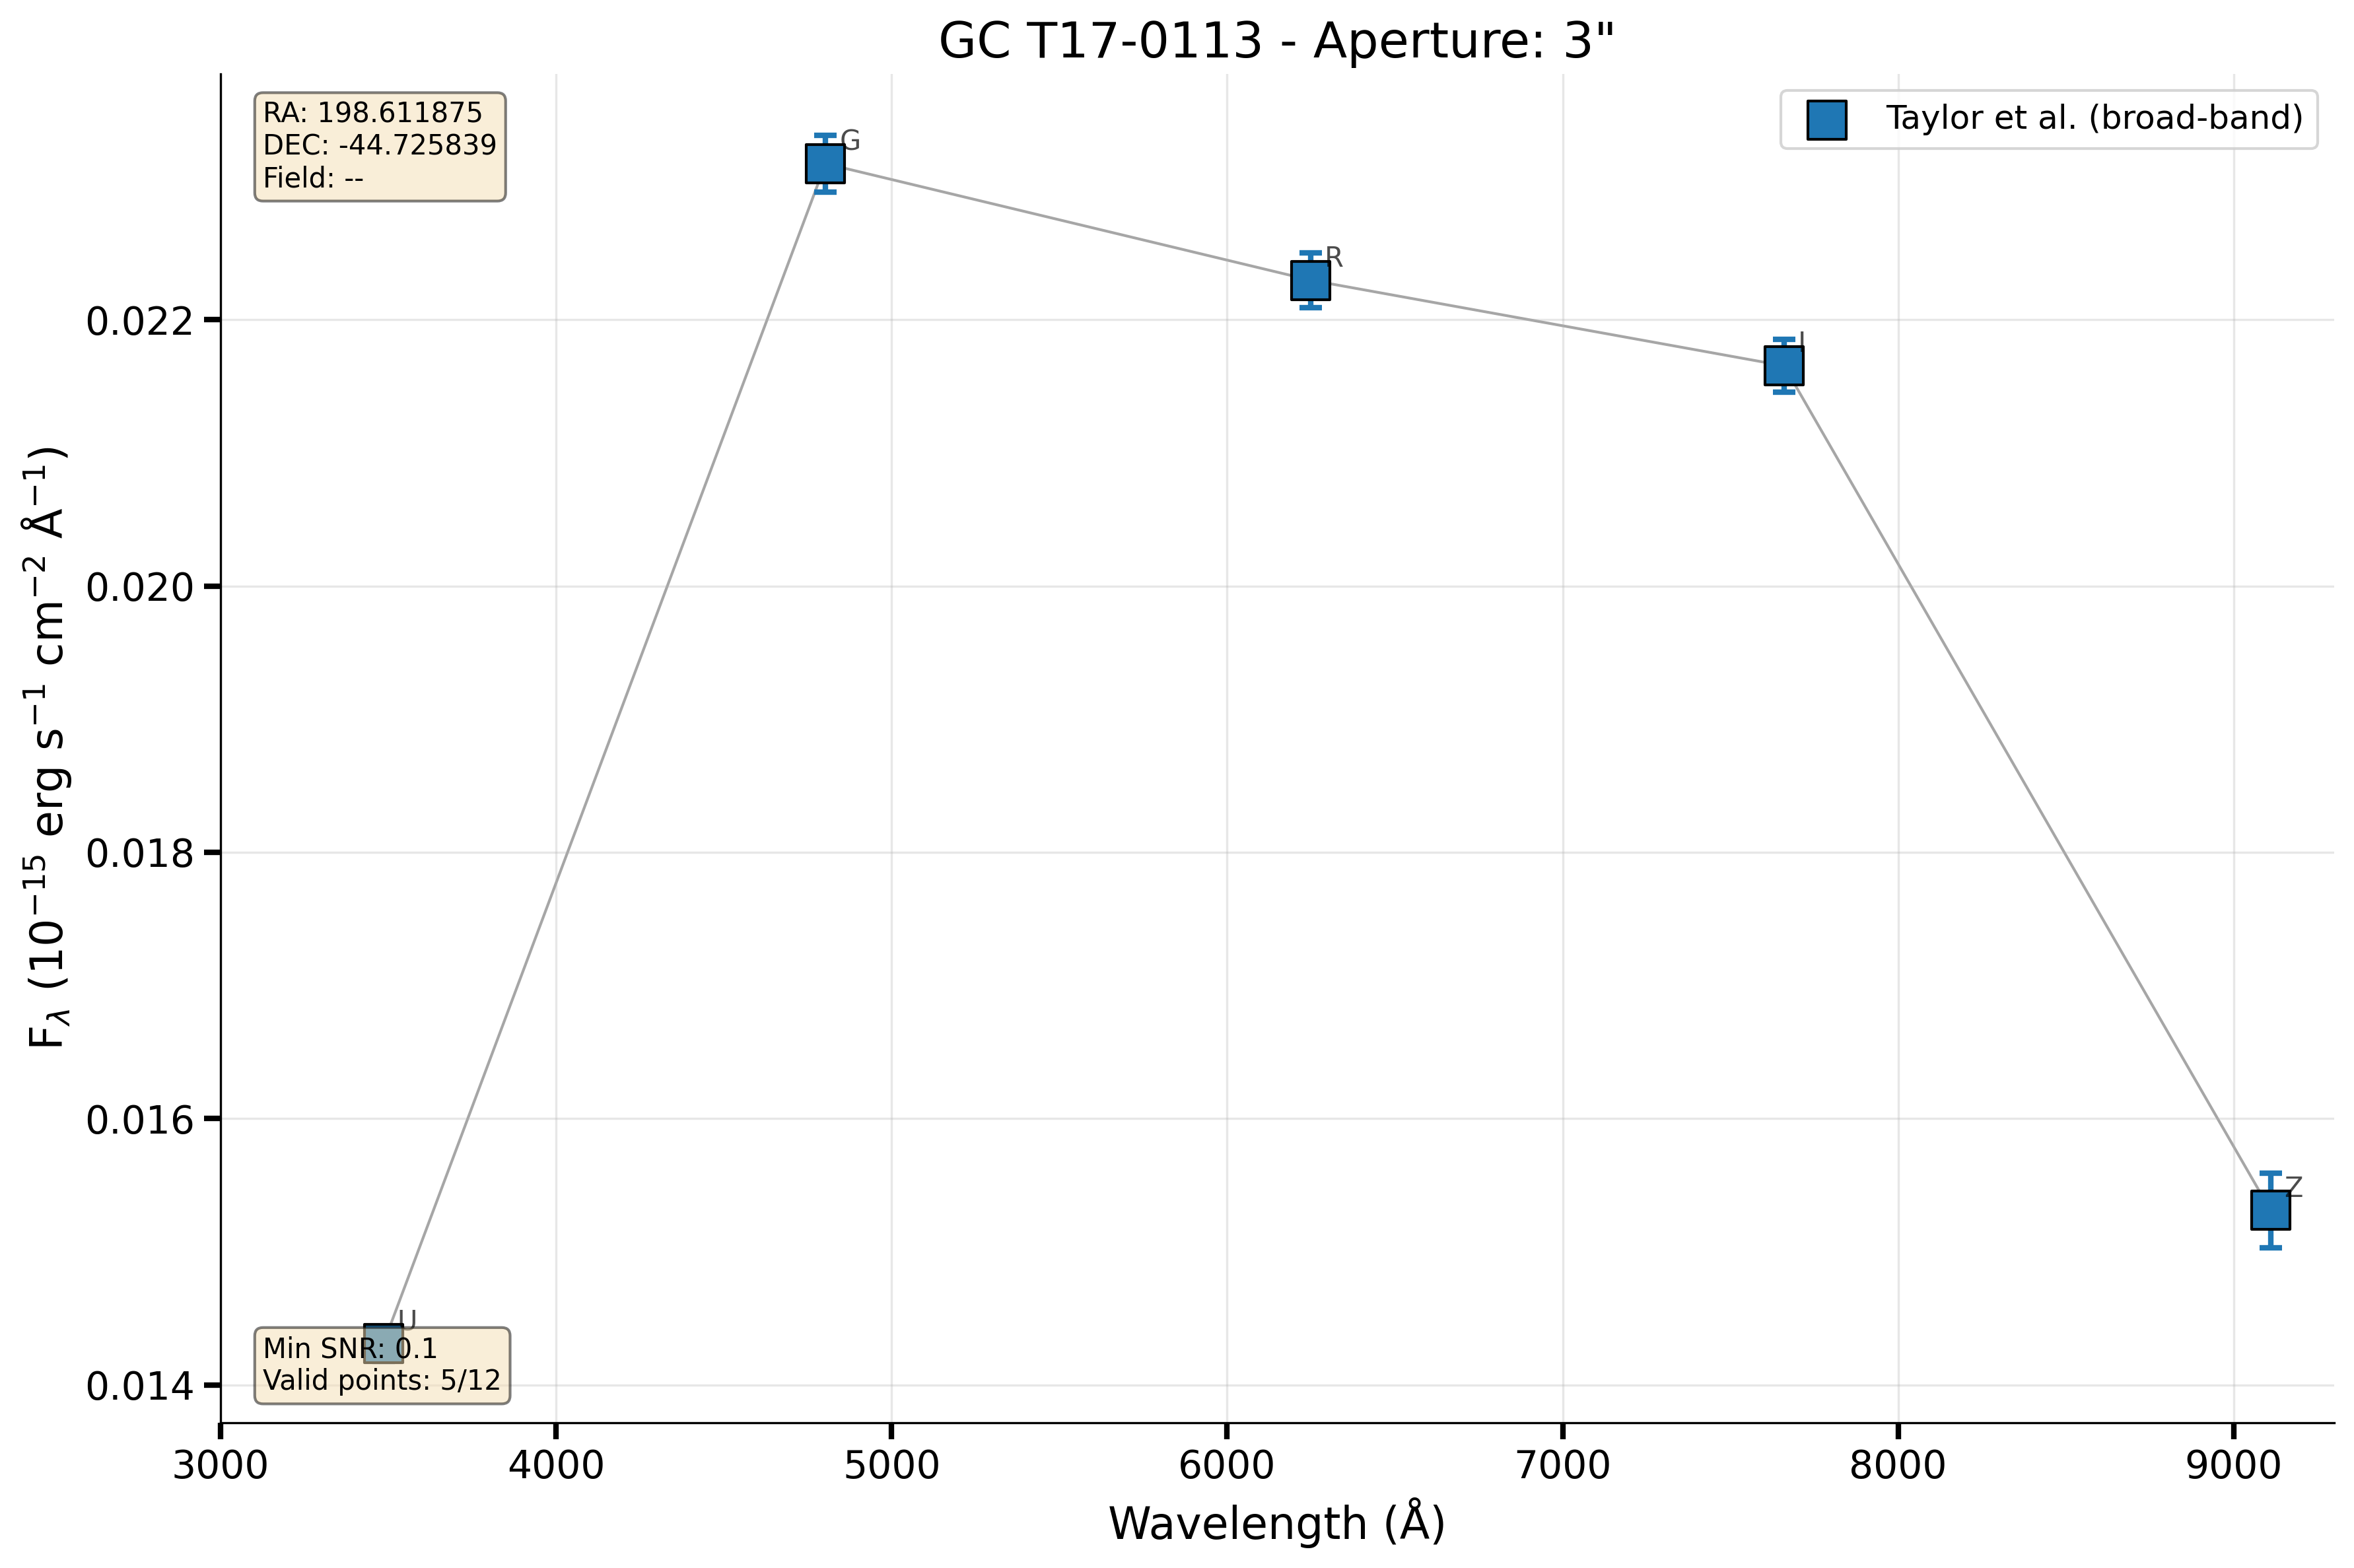 GC T17-0113 - Aperture: 3"
RA: 198.611875
DEC: -44.725839
Field: --
Taylor et al. (broad-band)
G
R
I
Z
U
Min SNR: 0.1
Valid points: 5/12
0.022
0.020
0.018
0.016
0.014
F_λ (10⁻¹⁵ erg s⁻¹ cm⁻² Å⁻¹)
3000 4000 5000 6000 7000 8000 9000
Wavelength (Å)